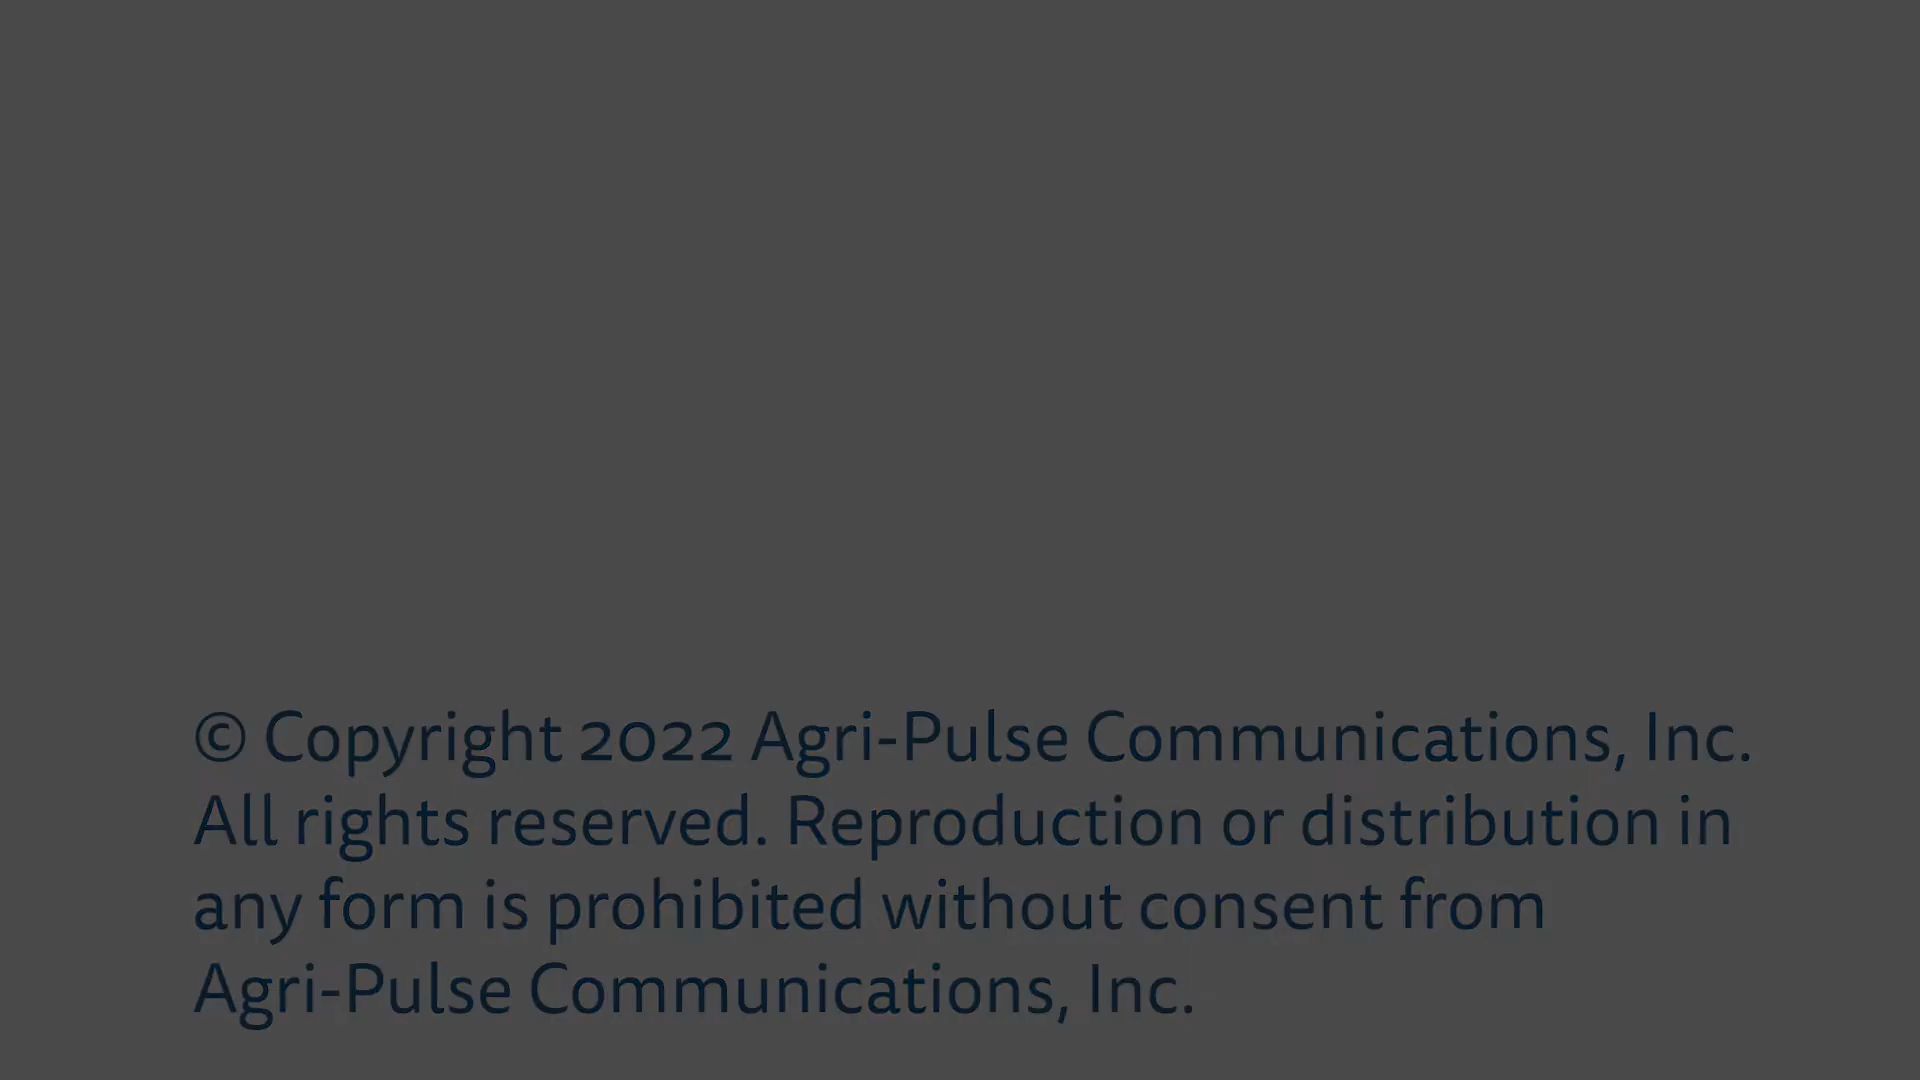 © Copyright 2022 Agri-Pulse Communications, Inc.
All rights reserved. Reproduction or distribution in
any form is prohibited without consent from
Agri-Pulse Communications, Inc.